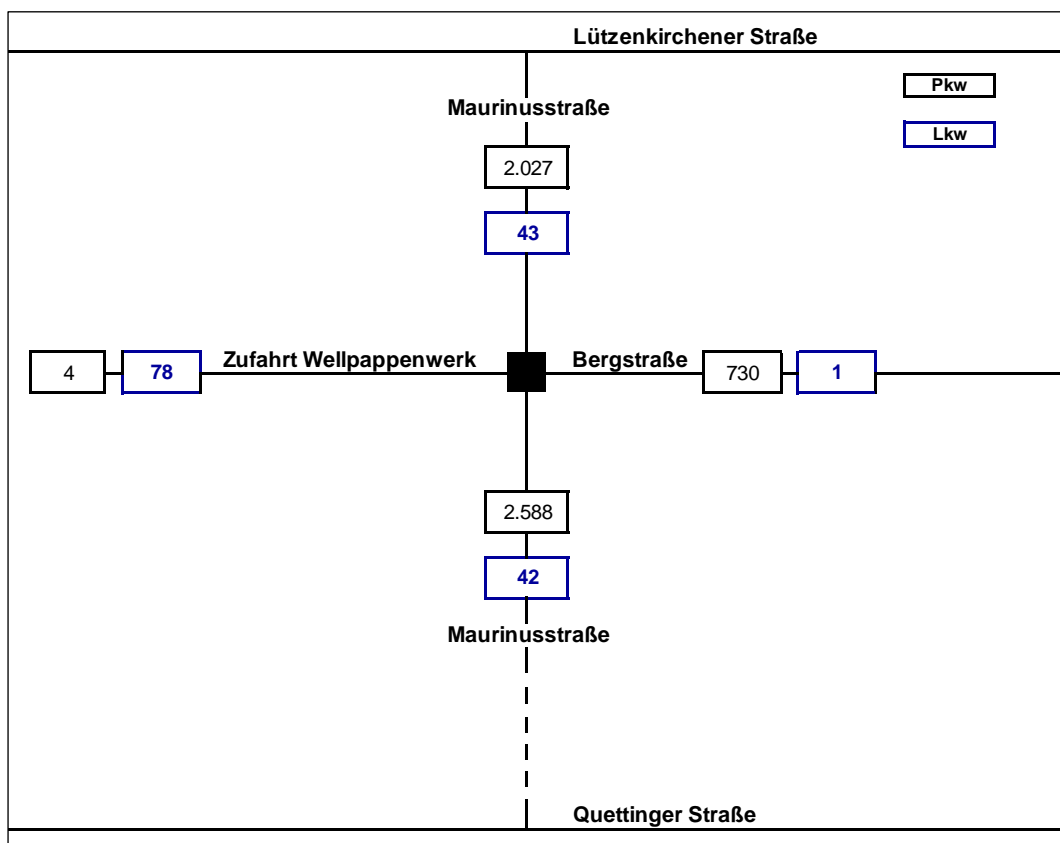 Lützenkirchener Straße
Pkw
Maurinusstraße
Lkw
2.027
43
4
78
Zufahrt Wellpappenwerk
Bergstraße
730
1
2.588
42
Maurinusstraße
Quettinger Straße